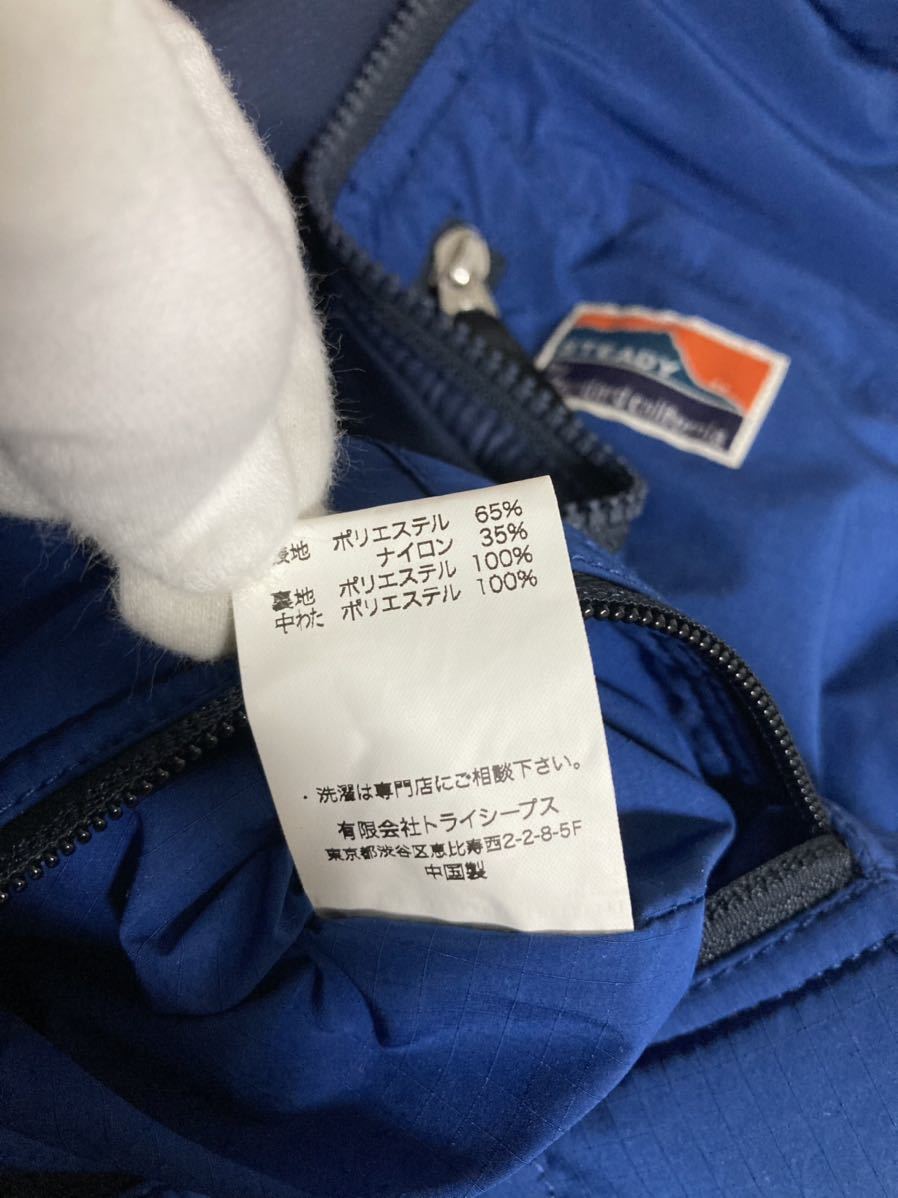 STEADY
表地 ポリエステル 65%
ナイロン 35%
裏地 ポリエステル 100%
中わた ポリエステル 100%
・洗濯は専門店にご相談下さい。
有限会社トライシープス
東京都渋谷区恵比寿西2-2-8-5F
中国製